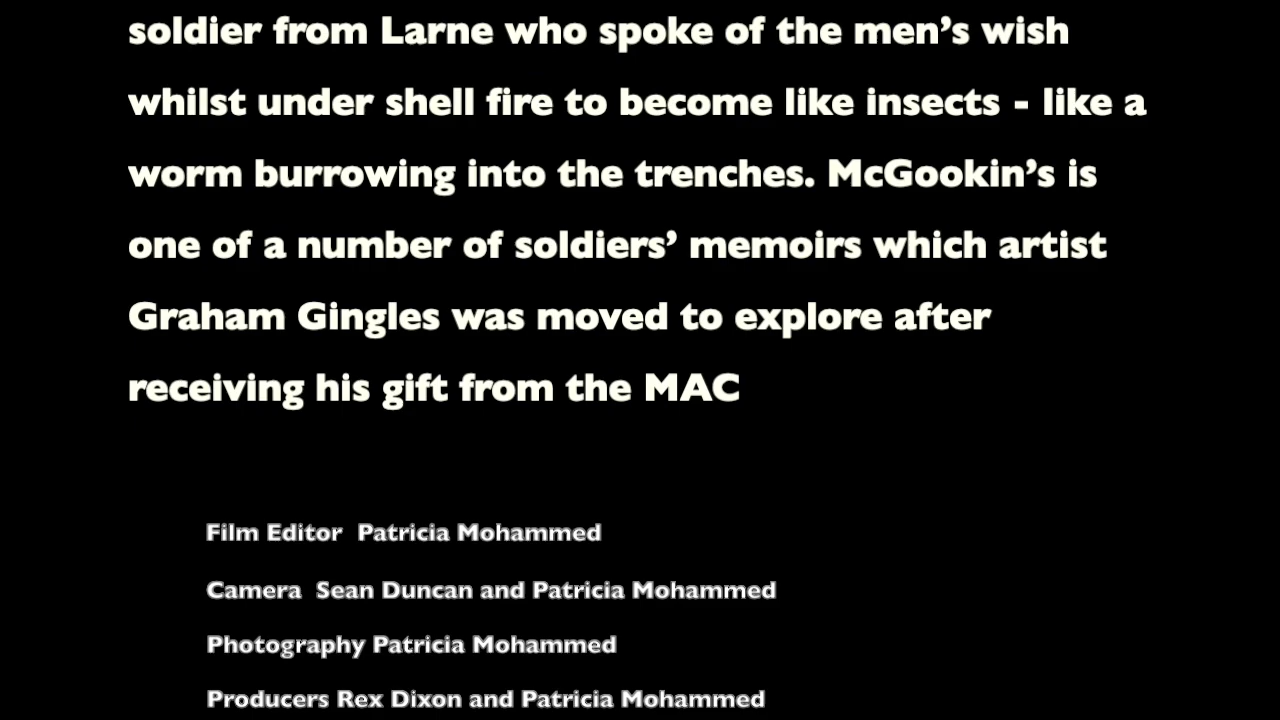 soldier from Larne who spoke of the men’s wish
whilst under shell fire to become like insects - like a
worm burrowing into the trenches. McGookin’s is
one of a number of soldiers’ memoirs which artist
Graham Gingles was moved to explore after
receiving his gift from the MAC
Film Editor Patricia Mohammed
Camera Sean Duncan and Patricia Mohammed
Photography Patricia Mohammed
Producers Rex Dixon and Patricia Mohammed